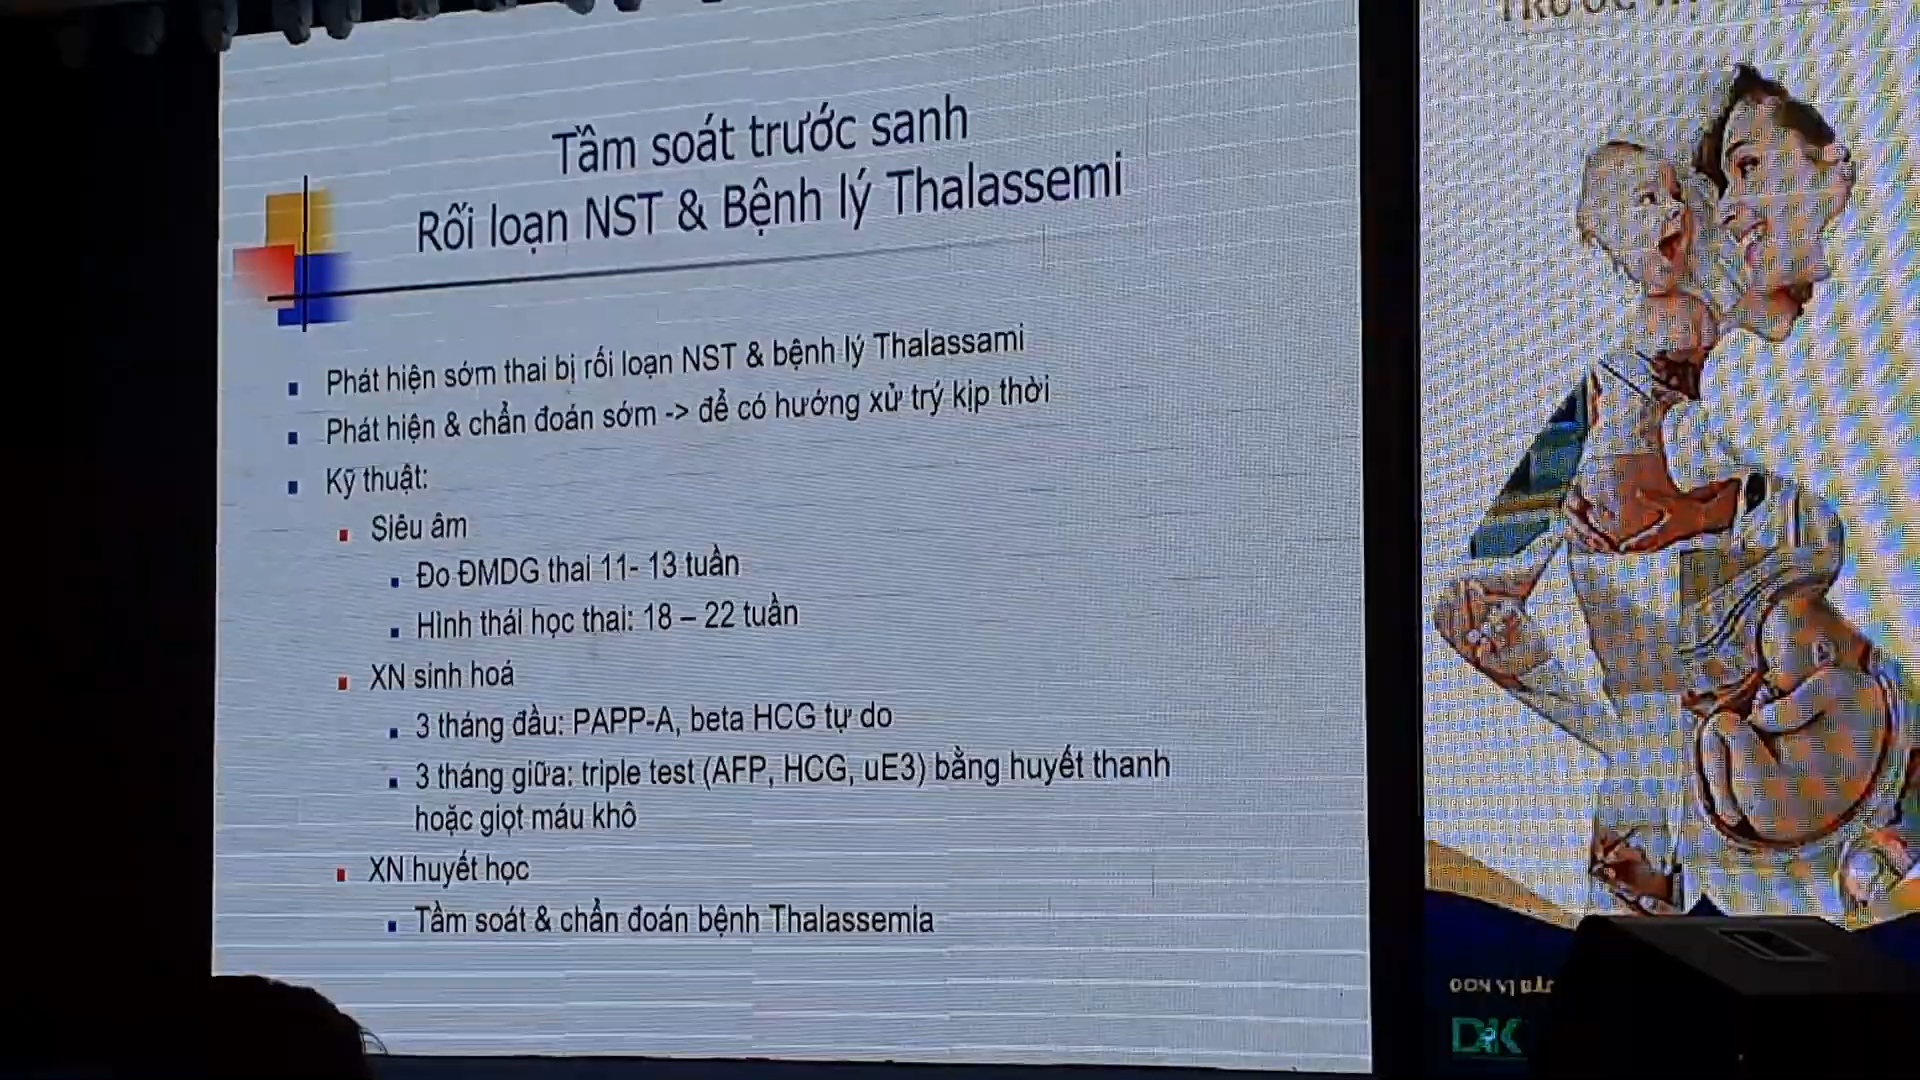 Tầm soát trước sanh
Rối loạn NST & Bệnh lý Thalassemi
Phát hiện sớm thai bị rối loạn NST & bệnh lý Thalassami
Phát hiện & chẩn đoán sớm -> để có hướng xử trý kịp thời
Kỹ thuật:
Siêu âm
Đo ĐMDG thai 11- 13 tuần
Hình thái học thai: 18 – 22 tuần
XN sinh hoá
3 tháng đầu: PAPP-A, beta HCG tự do
3 tháng giữa: triple test (AFP, HCG, uE3) bằng huyết thanh
hoặc giọt máu khô
XN huyết học
Tầm soát & chẩn đoán bệnh Thalassemia